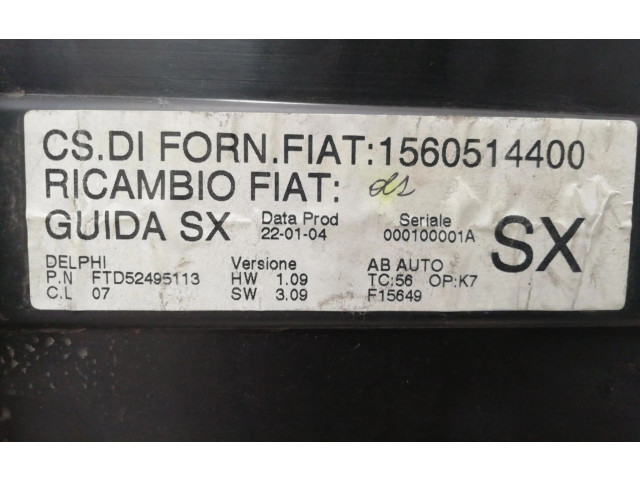 CS.DI FORN.FIAT:1560514400
RICAMBIO FIAT:
GUIDA SX Data Prod 22-01-04 Seriale 000100001A SX
DELPHI Versione AB AUTO
P.N FTD52495113 HW 1.09 TC:56 OP:K7
C.L 07 SW 3.09 F15649